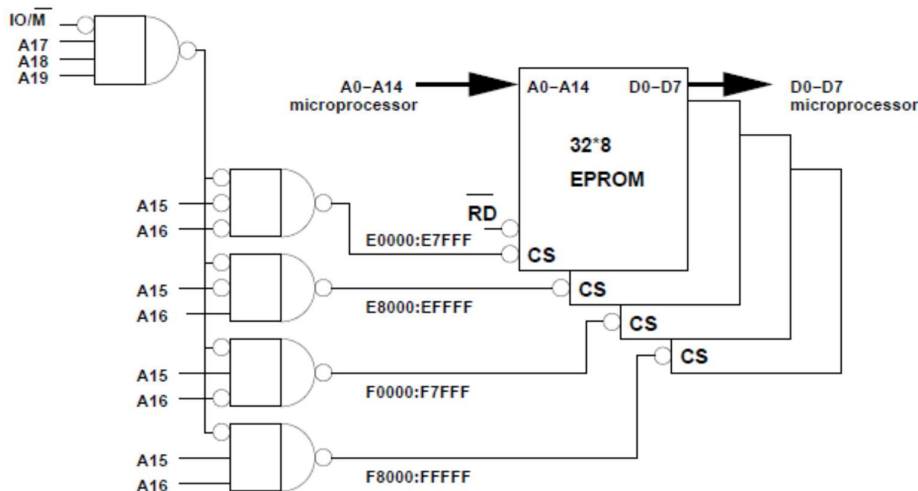 IO/M̅
A17
A18
A19
A0–A14
microprocessor
A0–A14 D0–D7
D0–D7
microprocessor
32*8
EPROM
A15
A16
R̅D̅
CS
E0000:E7FFF
A15
A16
CS
E8000:EFFFF
A15
A16
CS
F0000:F7FFF
A15
A16
CS
F8000:FFFFF